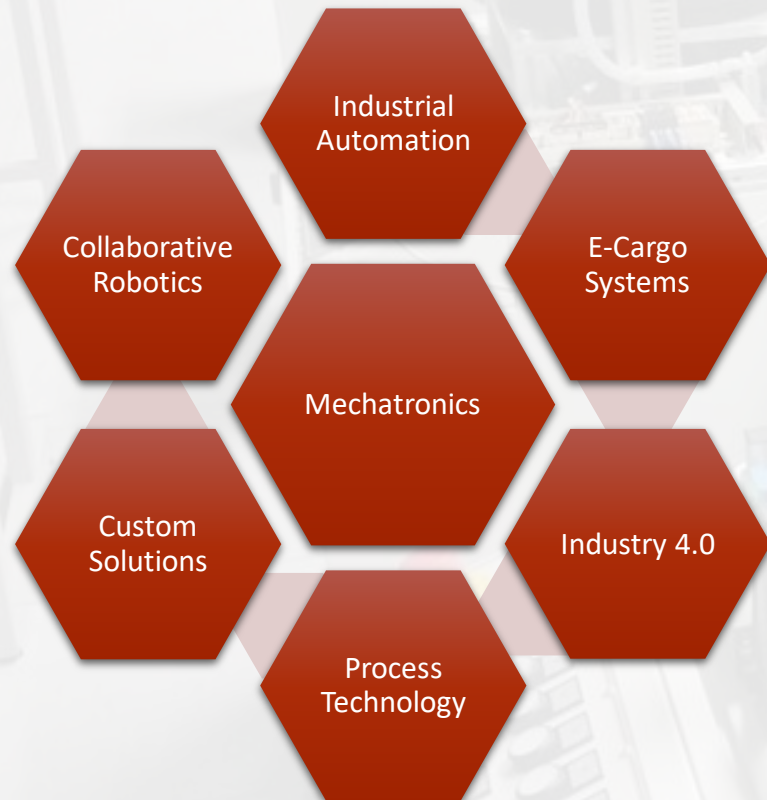 Industrial
Automation
Collaborative
Robotics
E-Cargo
Systems
Mechatronics
Custom
Solutions
Industry 4.0
Process
Technology